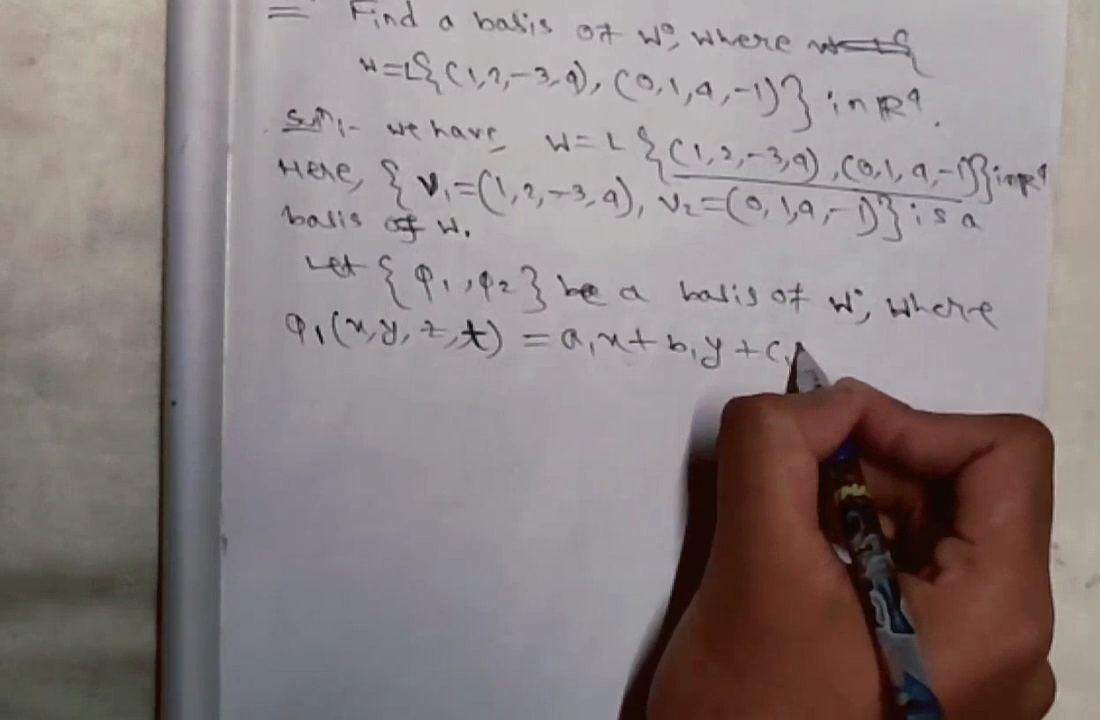 = Find a basis of W°, where
W=L{(1,2,-3,4), (0,1,4,-1)} in R⁴.
Solⁿ:- we have, W = L {(1,2,-3,4), (0,1,4,-1)} in R⁴
Here, { v₁=(1,2,-3,4), v₂=(0,1,4,-1)} is a
basis of W.
Let {φ₁, φ₂} be a basis of W°, where
φ₁(x,y,z,t) = a₁x + b₁y + c₁